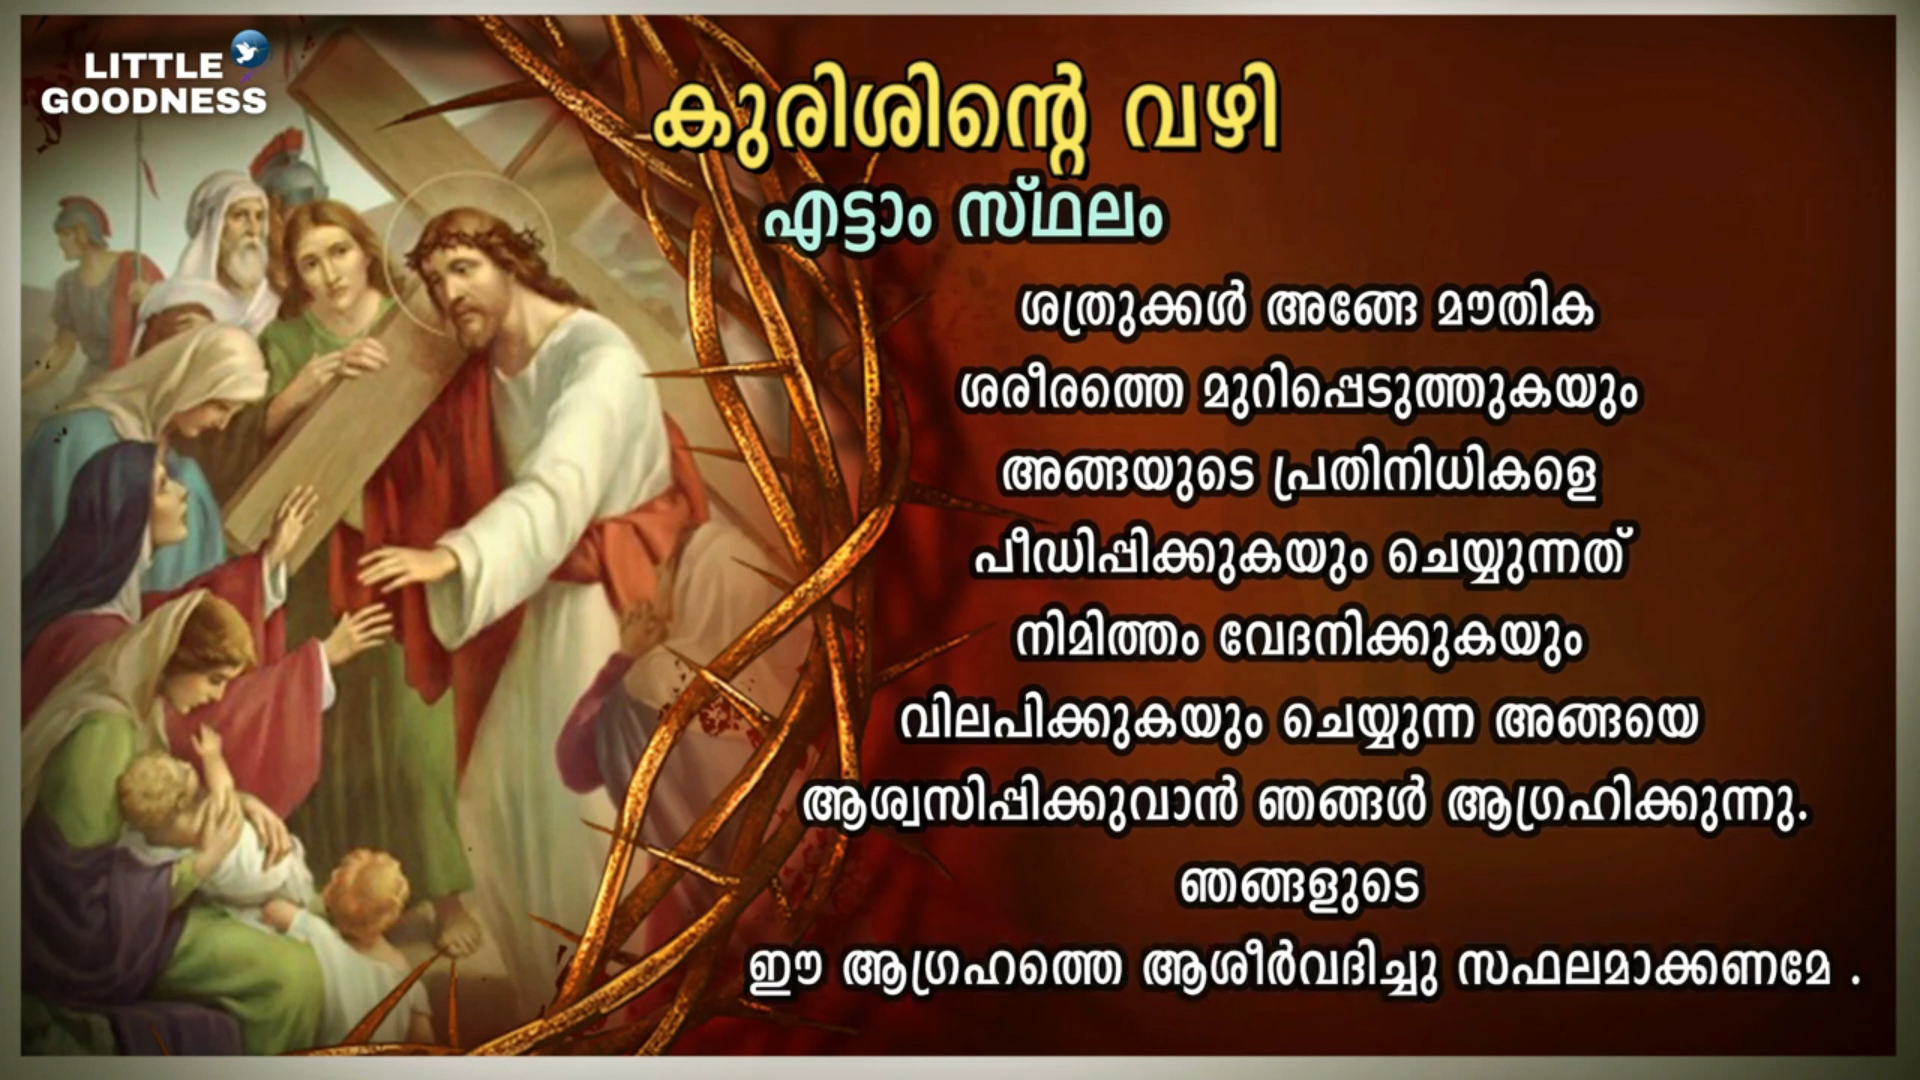 LITTLE
GOODNESS
കുരിശിന്റെ വഴി
എട്ടാം സ്ഥലം
ശത്രുക്കൾ അങ്ങേ മൗതിക
ശരീരത്തെ മുറിപ്പെടുത്തുകയും
അങ്ങയുടെ പ്രതിനിധികളെ
പീഡിപ്പിക്കുകയും ചെയ്യുന്നത്
നിമിത്തം വേദനിക്കുകയും
വിലപിക്കുകയും ചെയ്യുന്ന അങ്ങയെ
ആശ്വസിപ്പിക്കുവാൻ ഞങ്ങൾ ആഗ്രഹിക്കുന്നു.
ഞങ്ങളുടെ
ഈ ആഗ്രഹത്തെ ആശീർവദിച്ചു സഫലമാക്കണമേ .